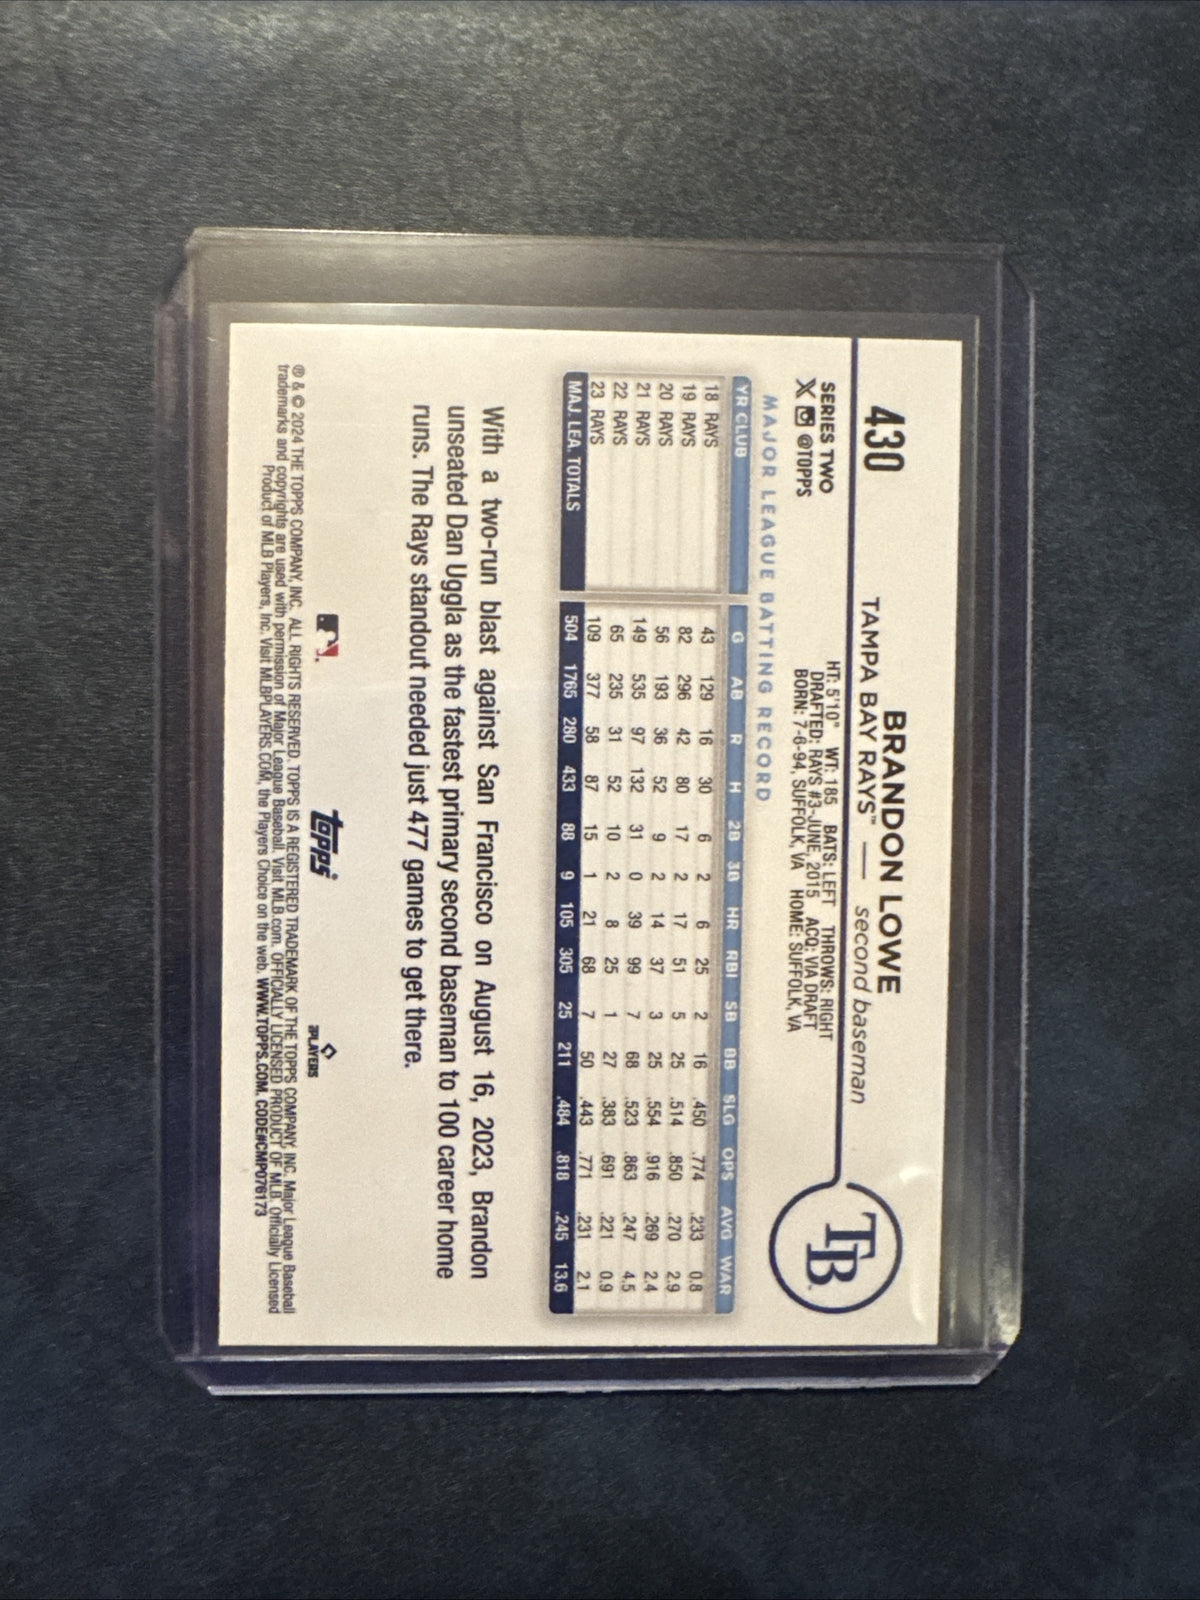 430
BRANDON LOWE
TAMPA BAY RAYS™ — second baseman
TB
SERIES TWO
X @TOPPS
HT: 5'10" WT: 185 BATS: LEFT THROWS: RIGHT
DRAFTED: RAYS #3-JUNE, 2015 ACQ: VIA DRAFT
BORN: 7-6-94, SUFFOLK, VA HOME: SUFFOLK, VA
MAJOR LEAGUE BATTING RECORD
YR CLUB G AB R H 2B 3B HR RBI SB BB SLG OPS AVG WAR
18 RAYS 43 129 16 30 6 2 6 25 2 16 .450 .774 .233 0.8
19 RAYS 82 296 42 80 17 2 17 51 5 25 .514 .850 .270 2.9
20 RAYS 56 193 36 52 9 2 14 37 3 25 .554 .916 .269 2.4
21 RAYS 149 535 97 132 31 0 39 99 7 68 .523 .863 .247 4.5
22 RAYS 65 235 31 52 10 2 8 25 1 27 .383 .691 .221 0.9
23 RAYS 109 377 58 87 15 1 21 68 7 50 .443 .771 .231 2.1
MAJ. LEA. TOTALS 504 1765 280 433 88 9 105 305 25 211 .484 .818 .245 13.6
With a two-run blast against San Francisco on August 16, 2023, Brandon
unseated Dan Uggla as the fastest primary second baseman to 100 career home
runs. The Rays standout needed just 477 games to get there.
topps
PLAYERS
® & © 2024 THE TOPPS COMPANY, INC. ALL RIGHTS RESERVED. TOPPS IS A REGISTERED TRADEMARK OF THE TOPPS COMPANY, INC. Major League Baseball
trademarks and copyrights are used with permission of Major League Baseball. Visit MLB.com. OFFICIALLY LICENSED PRODUCT OF MLB. Officially Licensed
Product of MLB Players, Inc. Visit MLBPLAYERS.COM, the Players Choice on the web. WWW.TOPPS.COM. CODE#CMP076173